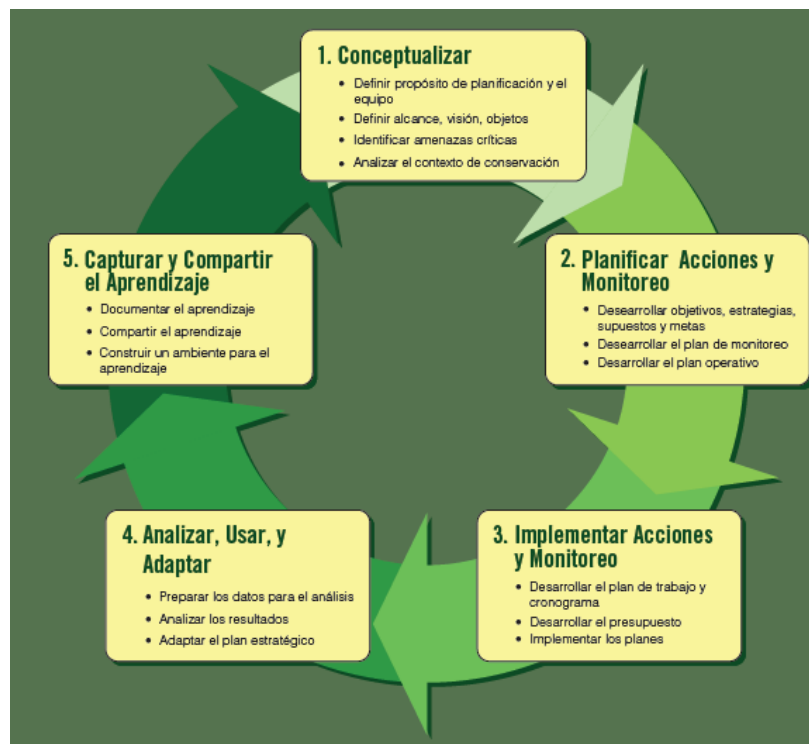 1. Conceptualizar
• Definir propósito de planificación y el
equipo
• Definir alcance, visión, objetos
• Identificar amenazas críticas
• Analizar el contexto de conservación
2. Planificar Acciones y
Monitoreo
• Desearrollar objetivos, estrategias,
supuestos y metas
• Desearrollar el plan de monitoreo
• Desarrollar el plan operativo
3. Implementar Acciones
y Monitoreo
• Desarrollar el plan de trabajo y
cronograma
• Desarrollar el presupuesto
• Implementar los planes
4. Analizar, Usar, y
Adaptar
• Preparar los datos para el análisis
• Analizar los resultados
• Adaptar el plan estratégico
5. Capturar y Compartir
el Aprendizaje
• Documentar el aprendizaje
• Compartir el aprendizaje
• Construir un ambiente para el
aprendizaje